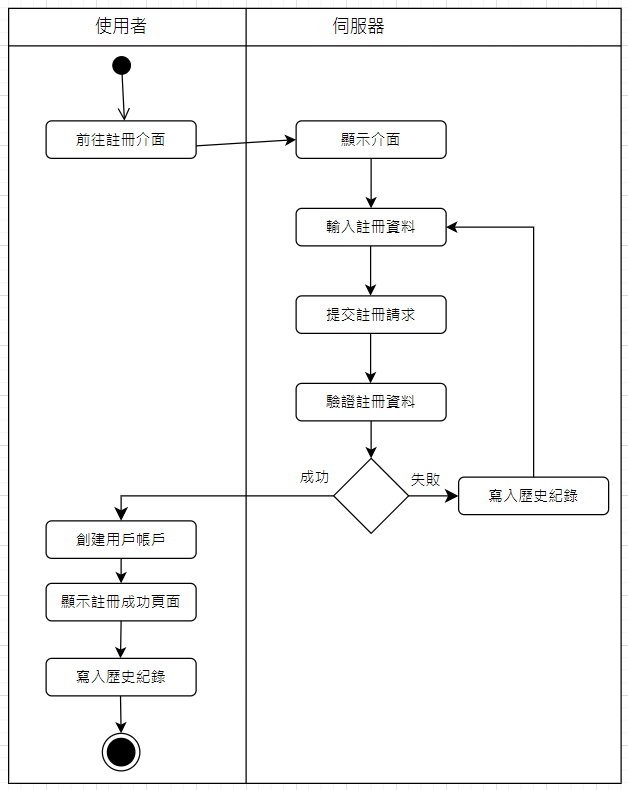 使用者
伺服器
前往註冊介面
顯示介面
輸入註冊資料
提交註冊請求
驗證註冊資料
成功
失敗
寫入歷史紀錄
創建用戶帳戶
顯示註冊成功頁面
寫入歷史紀錄